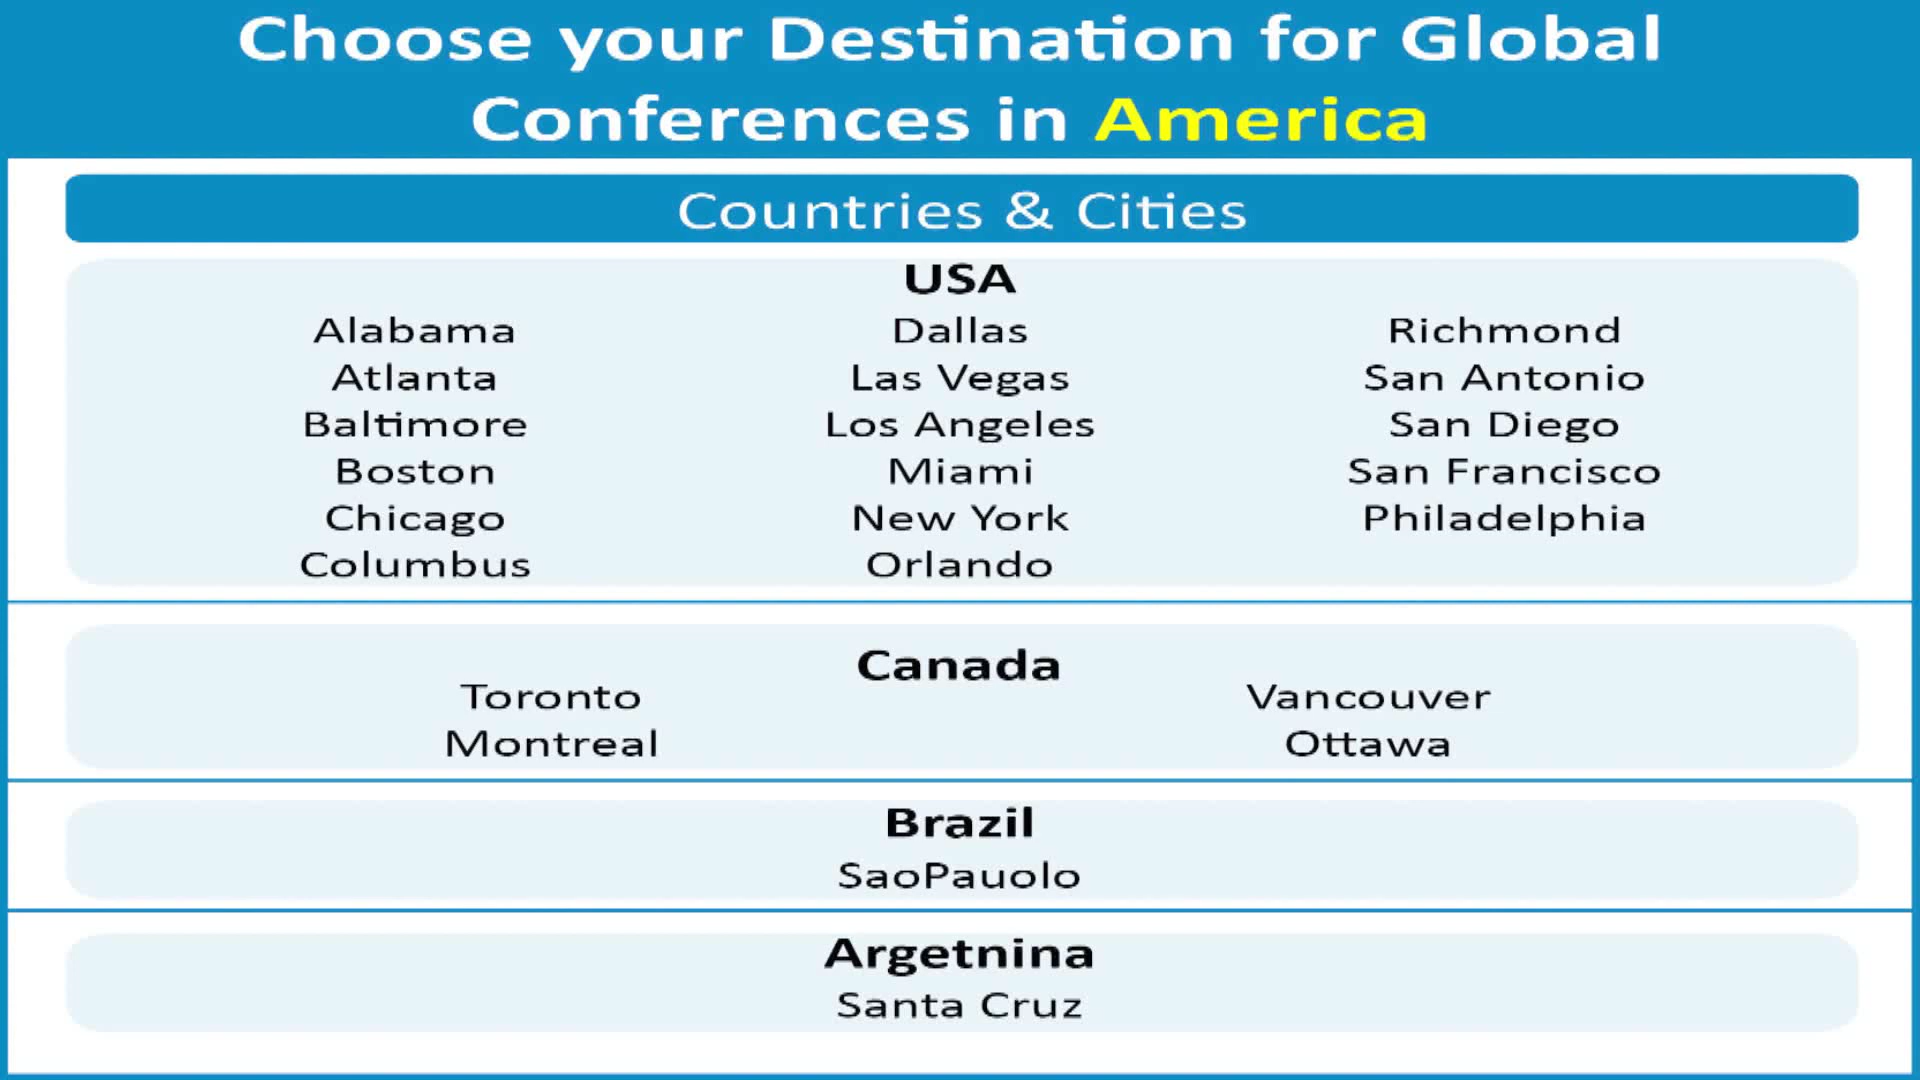 Choose your Destination for Global
Conferences in America
Countries & Cities
USA
Alabama Dallas Richmond
Atlanta Las Vegas San Antonio
Baltimore Los Angeles San Diego
Boston Miami San Francisco
Chicago New York Philadelphia
Columbus Orlando
Canada
Toronto Vancouver
Montreal Ottawa
Brazil
SaoPauolo
Argetnina
Santa Cruz